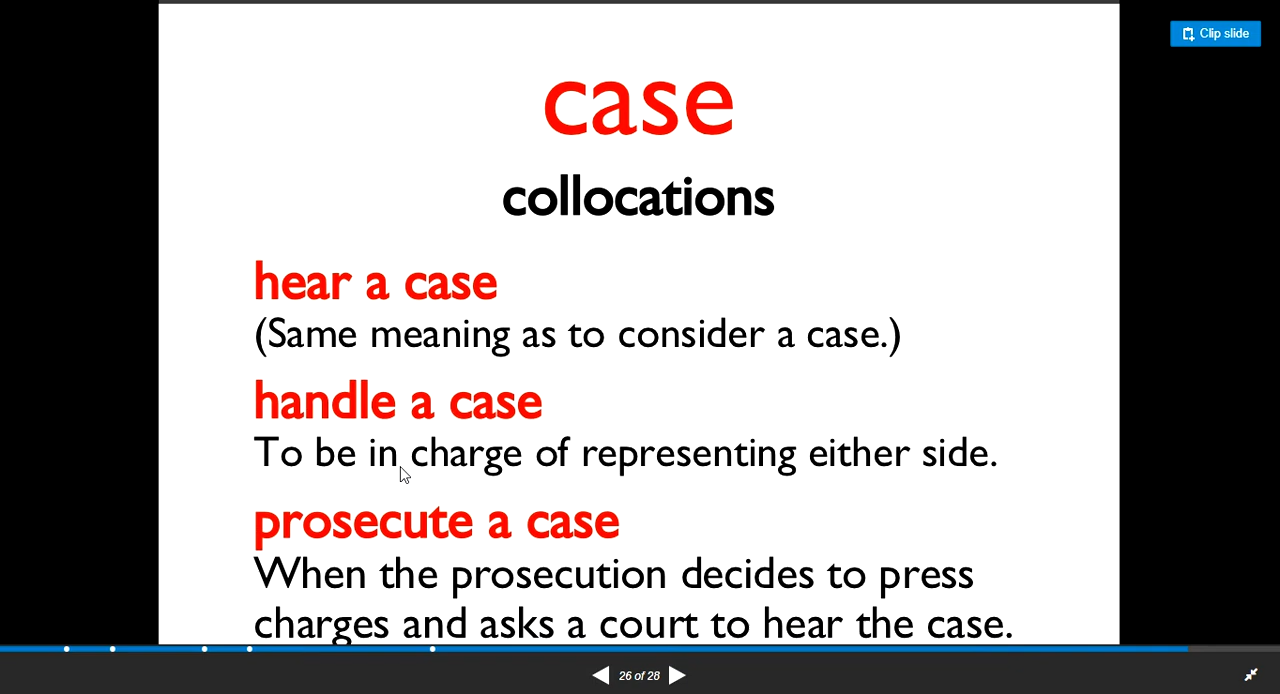 Clip slide
case
collocations
hear a case
(Same meaning as to consider a case.)
handle a case
To be in charge of representing either side.
prosecute a case
When the prosecution decides to press
charges and asks a court to hear the case.
26 of 28